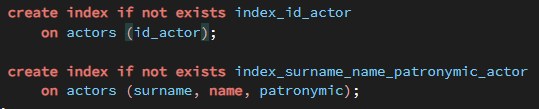 create index if not exists index_id_actor
    on actors (id_actor);
create index if not exists index_surname_name_patronymic_actor
    on actors (surname, name, patronymic);